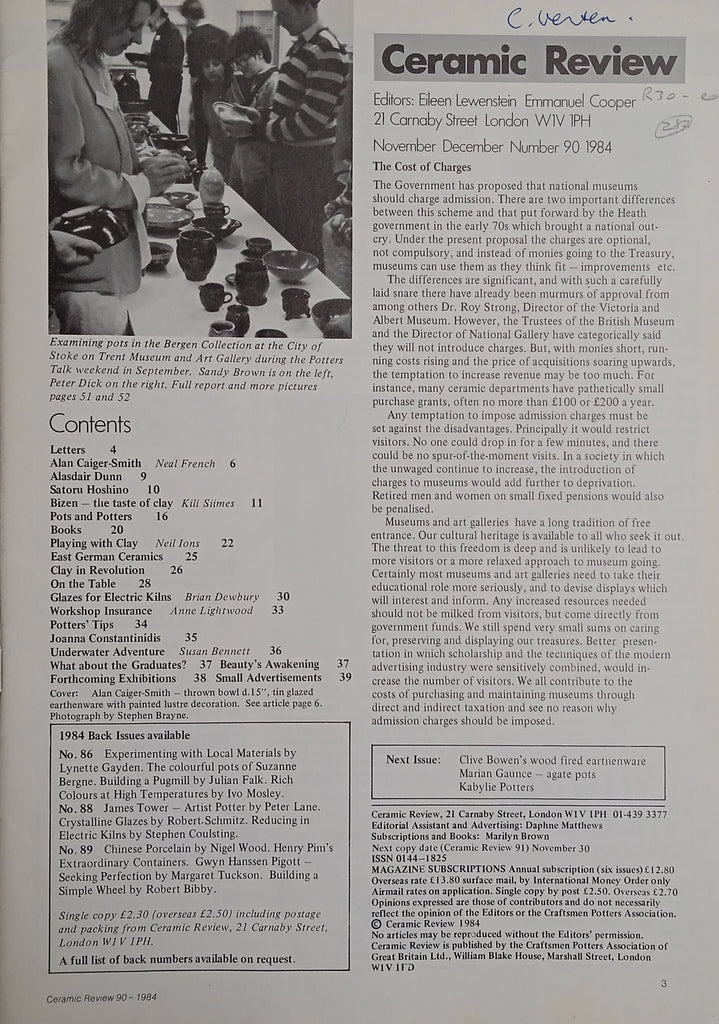 Ceramic Review
Editors: Eileen Lewenstein Emmanuel Cooper
21 Carnaby Street London W1V 1PH
November December Number 90 1984
R30 -
Examining pots in the Bergen Collection at the City of
Stoke on Trent Museum and Art Gallery during the Potters
Talk weekend in September. Sandy Brown is on the left,
Peter Dick on the right. Full report and more pictures
pages 51 and 52
Contents
Letters 4
Alan Caiger-Smith Neal French 6
Alasdair Dunn 9
Satoru Hoshino 10
Bizen – the taste of clay Kili Siimes 11
Pots and Potters 16
Books 20
Playing with Clay Neil Ions 22
East German Ceramics 25
Clay in Revolution 26
On the Table 28
Glazes for Electric Kilns Brian Dewbury 30
Workshop Insurance Anne Lightwood 33
Potters' Tips 34
Joanna Constantinidis 35
Underwater Adventure Susan Bennett 36
What about the Graduates? 37 Beauty's Awakening 37
Forthcoming Exhibitions 38 Small Advertisements 39
Cover: Alan Caiger-Smith – thrown bowl d.15", tin glazed
earthenware with painted lustre decoration. See article page 6.
Photograph by Stephen Brayne.
1984 Back Issues available
No. 86 Experimenting with Local Materials by
Lynette Gayden. The colourful pots of Suzanne
Bergne. Building a Pugmill by Julian Falk. Rich
Colours at High Temperatures by Ivo Mosley.
No. 88 James Tower – Artist Potter by Peter Lane.
Crystalline Glazes by Robert Schmitz. Reducing in
Electric Kilns by Stephen Coulsting.
No. 89 Chinese Porcelain by Nigel Wood. Henry Pim's
Extraordinary Containers. Gwyn Hanssen Pigott –
Seeking Perfection by Margaret Tuckson. Building a
Simple Wheel by Robert Bibby.
Single copy £2.30 (overseas £2.50) including postage
and packing from Ceramic Review, 21 Carnaby Street,
London W1V 1PH.
A full list of back numbers available on request.
Ceramic Review 90 – 1984
The Cost of Charges
The Government has proposed that national museums
should charge admission. There are two important differences
between this scheme and that put forward by the Heath
government in the early 70s which brought a national out-
cry. Under the present proposal the charges are optional,
not compulsory, and instead of monies going to the Treasury,
museums can use them as they think fit – improvements etc.
The differences are significant, and with such a carefully
laid snare there have already been murmurs of approval from
among others Dr. Roy Strong, Director of the Victoria and
Albert Museum. However, the Trustees of the British Museum
and the Director of National Gallery have categorically said
they will not introduce charges. But, with monies short, run-
ning costs rising and the price of acquisitions soaring upwards,
the temptation to increase revenue may be too much. For
instance, many ceramic departments have pathetically small
purchase grants, often no more than £100 or £200 a year.
Any temptation to impose admission charges must be
set against the disadvantages. Principally it would restrict
visitors. No one could drop in for a few minutes, and there
could be no spur-of-the-moment visits. In a society in which
the unwaged continue to increase, the introduction of
charges to museums would add further to deprivation.
Retired men and women on small fixed pensions would also
be penalised.
Museums and art galleries have a long tradition of free
entrance. Our cultural heritage is available to all who seek it out.
The threat to this freedom is deep and is unlikely to lead to
more visitors or a more relaxed approach to museum going.
Certainly most museums and art galleries need to take their
educational role more seriously, and to devise displays which
will interest and inform. Any increased resources needed
should not be milked from visitors, but come directly from
government funds. We still spend very small sums on caring
for, preserving and displaying our treasures. Better presen-
tation in which scholarship and the techniques of the modern
advertising industry were sensitively combined, would in-
crease the number of visitors. We all contribute to the
costs of purchasing and maintaining museums through
direct and indirect taxation and see no reason why
admission charges should be imposed.
Next Issue: Clive Bowen's wood fired eartnenware
Marian Gaunce – agate pots
Kabylie Potters
Ceramic Review, 21 Carnaby Street, London W1V 1PH 01-439 3377
Editorial Assistant and Advertising: Daphne Matthews
Subscriptions and Books: Marilyn Brown
Next copy date (Ceramic Review 91) November 30
ISSN 0144–1825
MAGAZINE SUBSCRIPTIONS Annual subscription (six issues) £12.80
Overseas rate £13.80 surface mail, by International Money Order only
Airmail rates on application. Single copy by post £2.50. Overseas £2.70
Opinions expressed are those of contributors and do not necessarily
reflect the opinion of the Editors or the Craftsmen Potters Association.
© Ceramic Review 1984
No articles may be reproduced without the Editors' permission.
Ceramic Review is published by the Craftsmen Potters Association of
Great Britain Ltd., William Blake House, Marshall Street, London
W1V 1FD
3